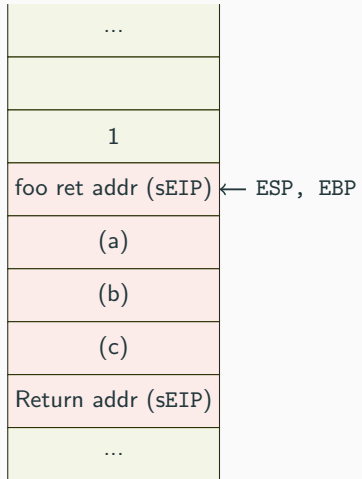 ...
1
foo ret addr (sEIP) ← ESP, EBP
(a)
(b)
(c)
Return addr (sEIP)
...